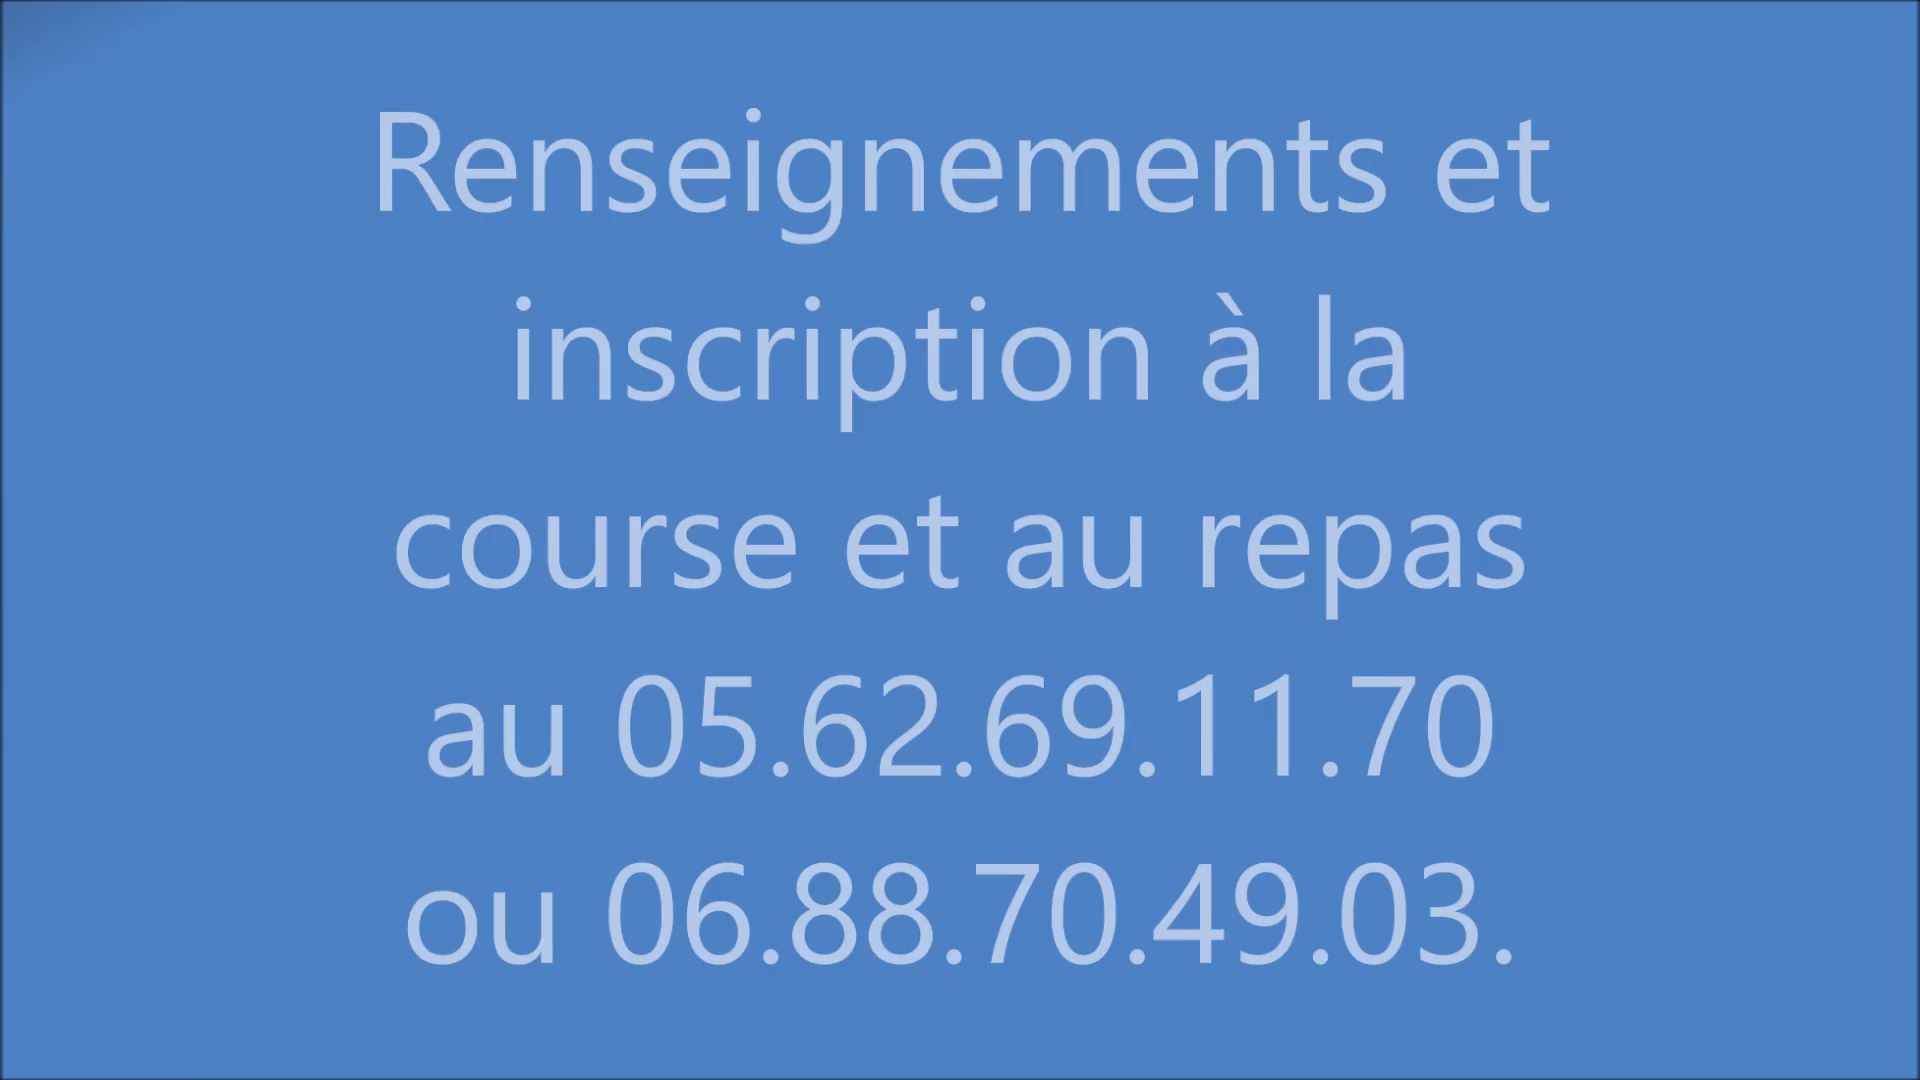 Renseignements et
inscription à la
course et au repas
au 05.62.69.11.70
ou 06.88.70.49.03.